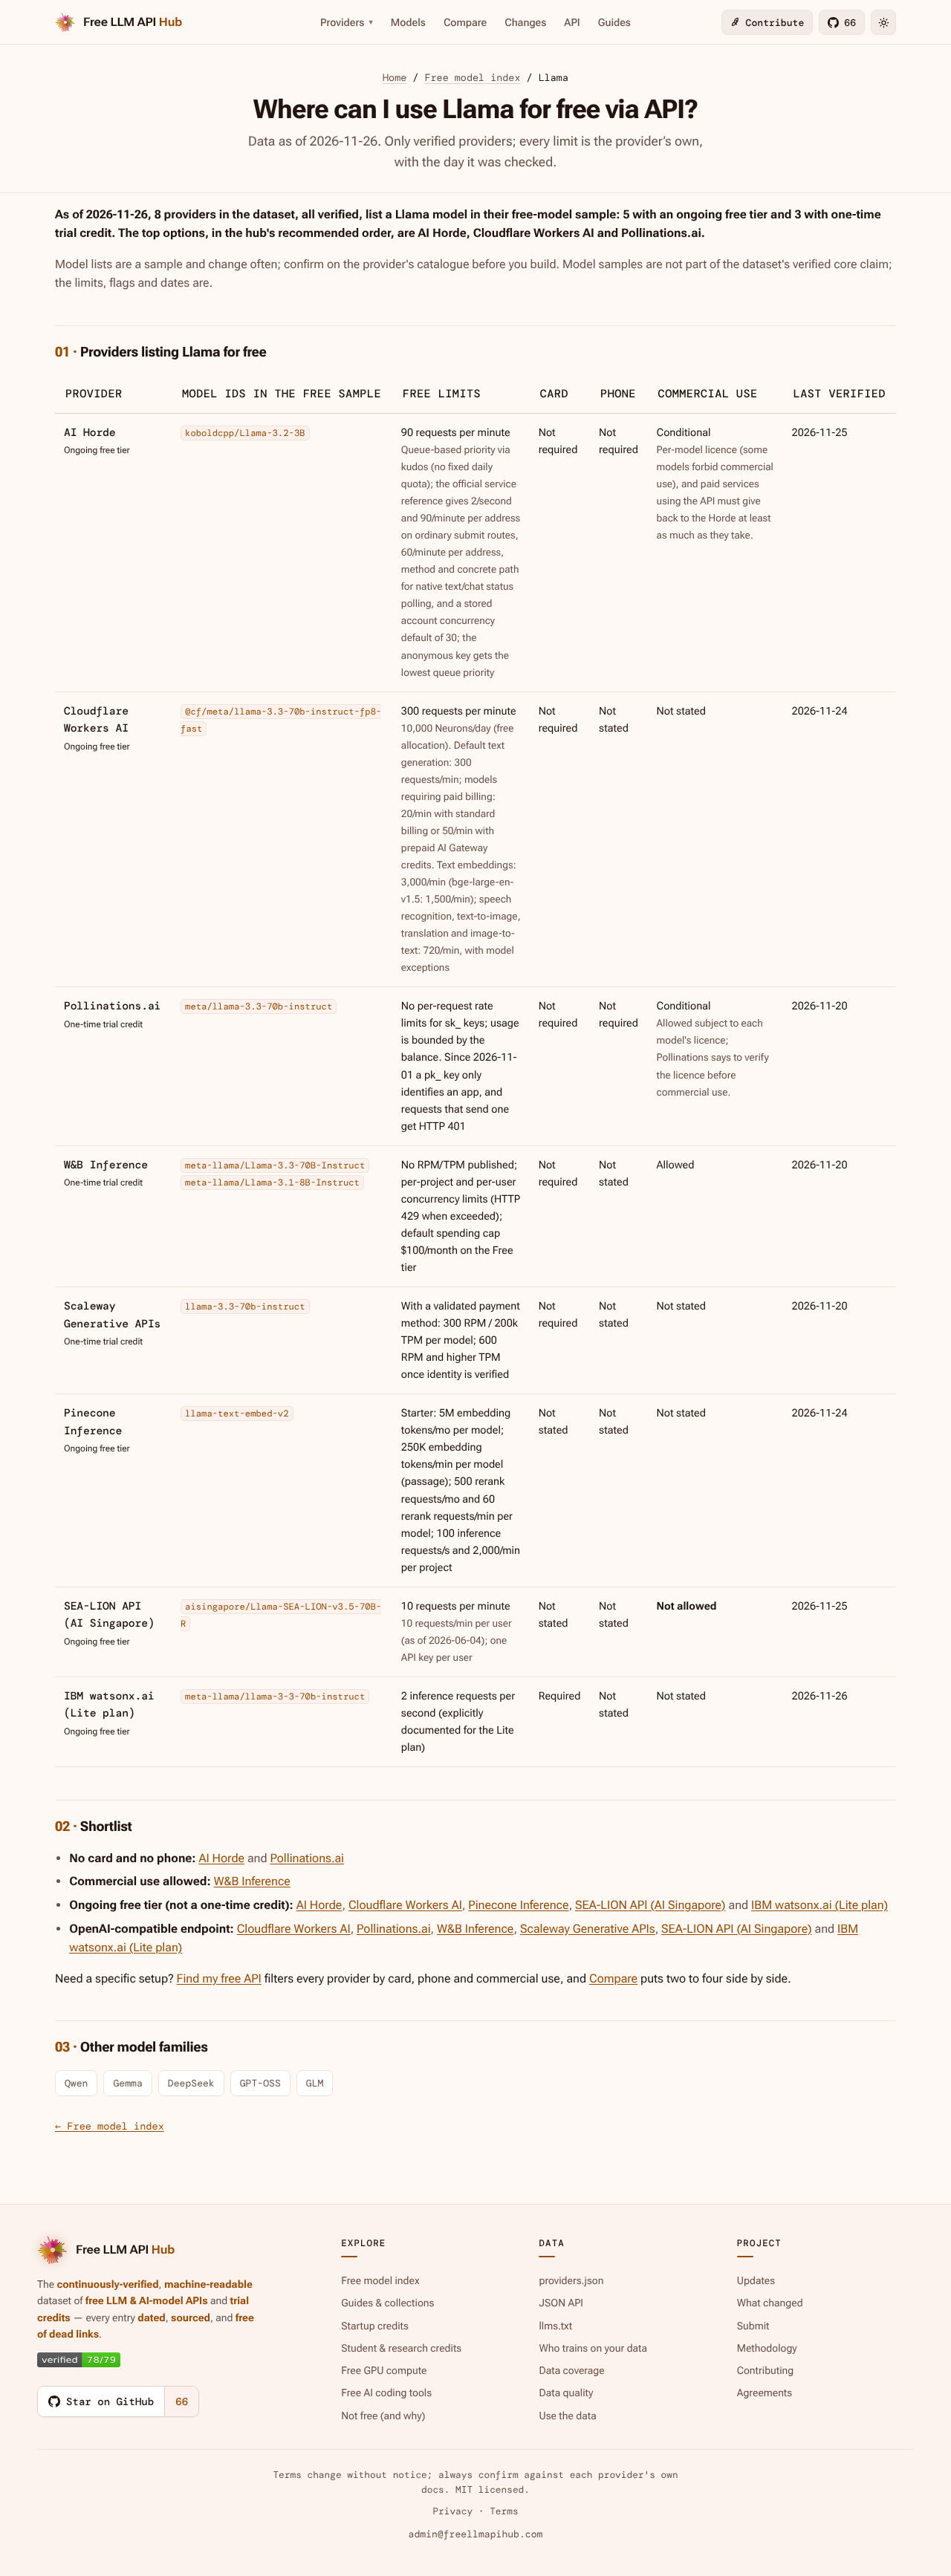 Free LLM API Hub
Providers ▾
Models
Compare
Changes
API
Guides
Contribute
66
Home / Free model index / Llama
Where can I use Llama for free via API?
Data as of 2026-11-26. Only verified providers; every limit is the provider's own,
with the day it was checked.
As of 2026-11-26, 8 providers in the dataset, all verified, list a Llama model in their free-model sample: 5 with an ongoing free tier and 3 with one-time
trial credit. The top options, in the hub's recommended order, are AI Horde, Cloudflare Workers AI and Pollinations.ai.
Model lists are a sample and change often; confirm on the provider's catalogue before you build. Model samples are not part of the dataset's verified core claim;
the limits, flags and dates are.
01 · Providers listing Llama for free
PROVIDER
MODEL IDS IN THE FREE SAMPLE
FREE LIMITS
CARD
PHONE
COMMERCIAL USE
LAST VERIFIED
AI Horde
Ongoing free tier
koboldcpp/Llama-3.2-3B
90 requests per minute
Queue-based priority via
kudos (no fixed daily
quota); the official service
reference gives 2/second
and 90/minute per address
on ordinary submit routes,
60/minute per address,
method and concrete path
for native text/chat status
polling, and a stored
account concurrency
default of 30; the
anonymous key gets the
lowest queue priority
Not
required
Not
required
Conditional
Per-model licence (some
models forbid commercial
use), and paid services
using the API must give
back to the Horde at least
as much as they take.
2026-11-25
Cloudflare
Workers AI
Ongoing free tier
@cf/meta/llama-3.3-70b-instruct-fp8-
fast
300 requests per minute
10,000 Neurons/day (free
allocation). Default text
generation: 300
requests/min; models
requiring paid billing:
20/min with standard
billing or 50/min with
prepaid AI Gateway
credits. Text embeddings:
3,000/min (bge-large-en-
v1.5: 1,500/min); speech
recognition, text-to-image,
translation and image-to-
text: 720/min, with model
exceptions
Not
required
Not
stated
Not stated
2026-11-24
Pollinations.ai
One-time trial credit
meta/llama-3.3-70b-instruct
No per-request rate
limits for sk_ keys; usage
is bounded by the
balance. Since 2026-11-
01 a pk_ key only
identifies an app, and
requests that send one
get HTTP 401
Not
required
Not
required
Conditional
Allowed subject to each
model's licence;
Pollinations says to verify
the licence before
commercial use.
2026-11-20
W&B Inference
One-time trial credit
meta-llama/Llama-3.3-70B-Instruct
meta-llama/Llama-3.1-8B-Instruct
No RPM/TPM published;
per-project and per-user
concurrency limits (HTTP
429 when exceeded);
default spending cap
$100/month on the Free
tier
Not
required
Not
stated
Allowed
2026-11-20
Scaleway
Generative APIs
One-time trial credit
llama-3.3-70b-instruct
With a validated payment
method: 300 RPM / 200k
TPM per model; 600
RPM and higher TPM
once identity is verified
Not
required
Not
stated
Not stated
2026-11-20
Pinecone
Inference
Ongoing free tier
llama-text-embed-v2
Starter: 5M embedding
tokens/mo per model;
250K embedding
tokens/min per model
(passage); 500 rerank
requests/mo and 60
rerank requests/min per
model; 100 inference
requests/s and 2,000/min
per project
Not
stated
Not
stated
Not stated
2026-11-24
SEA-LION API
(AI Singapore)
Ongoing free tier
aisingapore/Llama-SEA-LION-v3.5-70B-
R
10 requests per minute
10 requests/min per user
(as of 2026-06-04); one
API key per user
Not
stated
Not
stated
Not allowed
2026-11-25
IBM watsonx.ai
(Lite plan)
Ongoing free tier
meta-llama/llama-3-3-70b-instruct
2 inference requests per
second (explicitly
documented for the Lite
plan)
Required
Not
stated
Not stated
2026-11-26
02 · Shortlist
• No card and no phone: AI Horde and Pollinations.ai
• Commercial use allowed: W&B Inference
• Ongoing free tier (not a one-time credit): AI Horde, Cloudflare Workers AI, Pinecone Inference, SEA-LION API (AI Singapore) and IBM watsonx.ai (Lite plan)
• OpenAI-compatible endpoint: Cloudflare Workers AI, Pollinations.ai, W&B Inference, Scaleway Generative APIs, SEA-LION API (AI Singapore) and IBM
watsonx.ai (Lite plan)
Need a specific setup? Find my free API filters every provider by card, phone and commercial use, and Compare puts two to four side by side.
03 · Other model families
Qwen
Gemma
DeepSeek
GPT-OSS
GLM
← Free model index
Free LLM API Hub
The continuously-verified, machine-readable
dataset of free LLM & AI-model APIs and trial
credits — every entry dated, sourced, and free
of dead links.
verified 78/79
Star on GitHub 66
EXPLORE
Free model index
Guides & collections
Startup credits
Student & research credits
Free GPU compute
Free AI coding tools
Not free (and why)
DATA
providers.json
JSON API
llms.txt
Who trains on your data
Data coverage
Data quality
Use the data
PROJECT
Updates
What changed
Submit
Methodology
Contributing
Agreements
Terms change without notice; always confirm against each provider's own
docs. MIT licensed.
Privacy · Terms
admin@freellmapihub.com